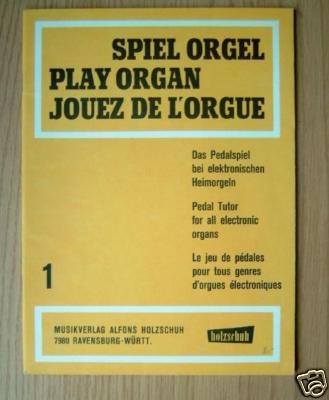 SPIEL ORGEL
PLAY ORGAN
JOUEZ DE L'ORGUE
Das Pedalspiel
bei elektronischen
Heimorgeln
Pedal Tutor
for all electronic
organs
Le jeu de pédales
pour tous genres
d'orgues électroniques
1
MUSIKVERLAG ALFONS HOLZSCHUH
7980 RAVENSBURG-WÜRTT.
holzschuh